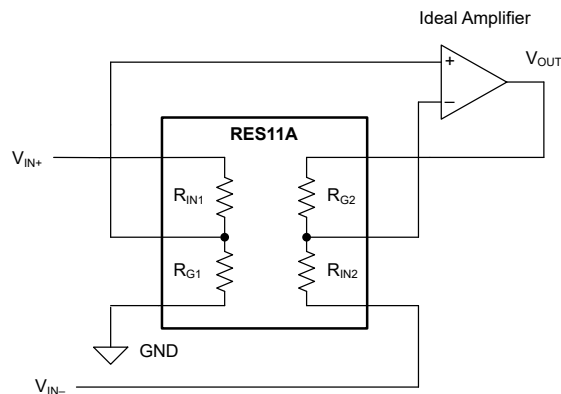 Ideal Amplifier
+
V_OUT
−
RES11A
V_IN+
R_IN1
R_G2
R_G1
R_IN2
GND
V_IN−